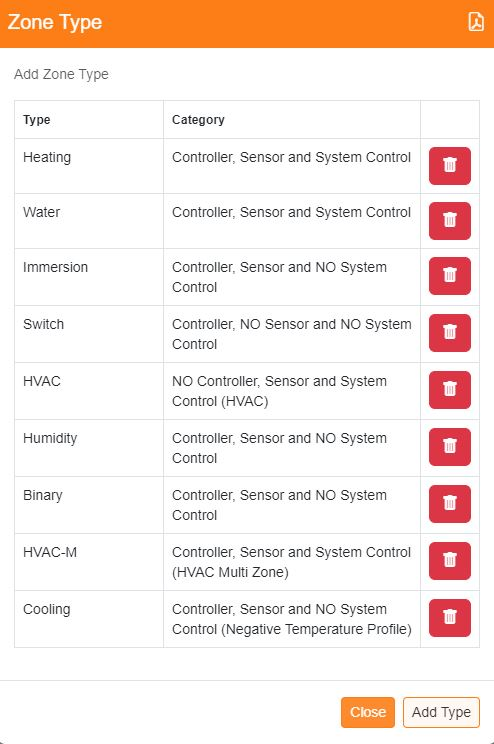 Zone Type
Add Zone Type
Type Category
Heating Controller, Sensor and System Control
Water Controller, Sensor and System Control
Immersion Controller, Sensor and NO System
Control
Switch Controller, NO Sensor and NO System
Control
HVAC NO Controller, Sensor and System
Control (HVAC)
Humidity Controller, Sensor and NO System
Control
Binary Controller, Sensor and NO System
Control
HVAC-M Controller, Sensor and System Control
(HVAC Multi Zone)
Cooling Controller, Sensor and NO System
Control (Negative Temperature Profile)
Close Add Type